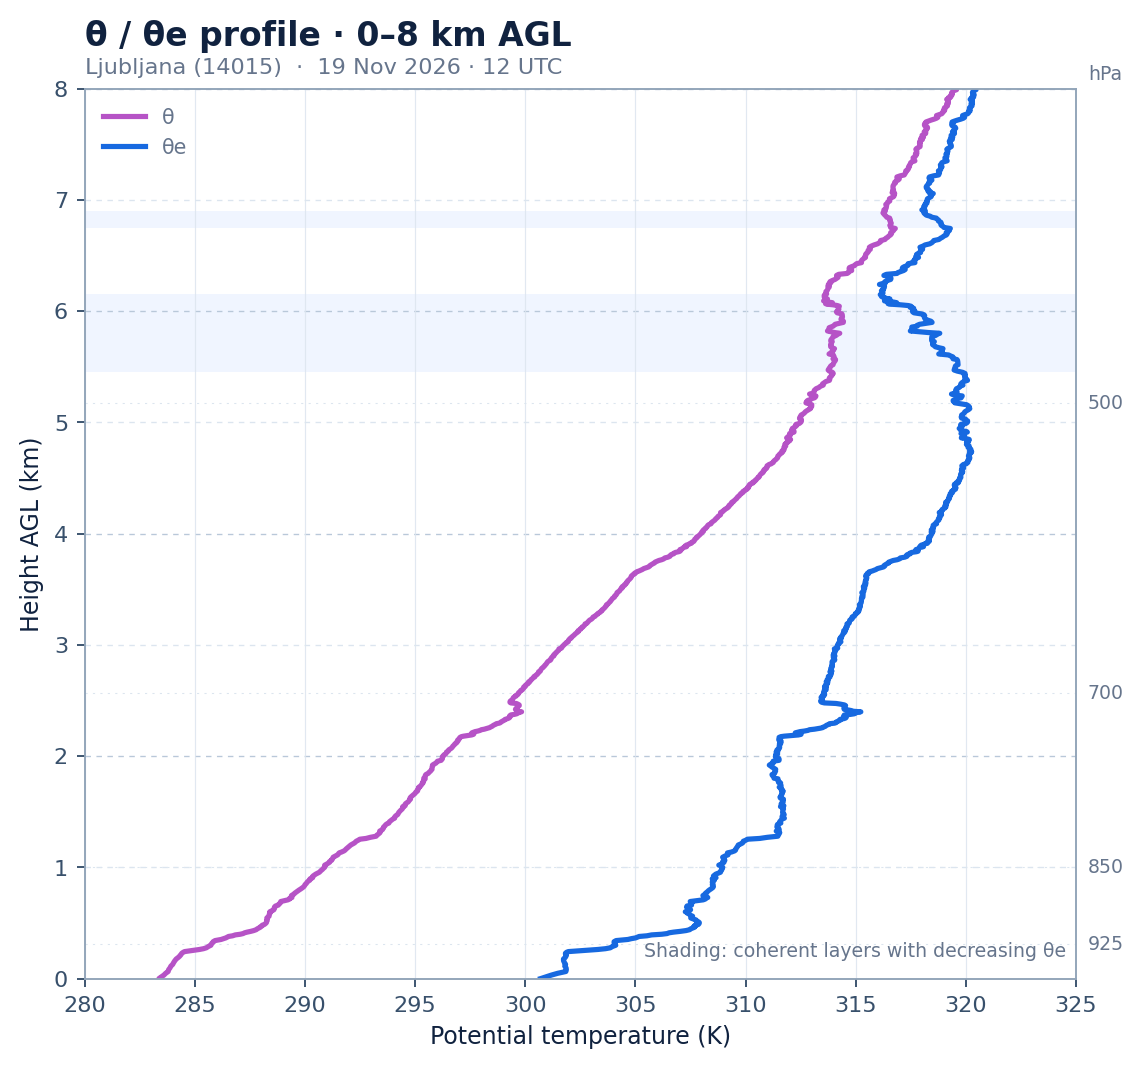 θ / θe profile · 0–8 km AGL
Ljubljana (14015)  ·  19 Nov 2026 · 12 UTC
hPa
8
θ
θe
7
6
500
5
Height AGL (km)
4
3
700
2
1
850
925
Shading: coherent layers with decreasing θe
0
280 285 290 295 300 305 310 315 320 325
Potential temperature (K)